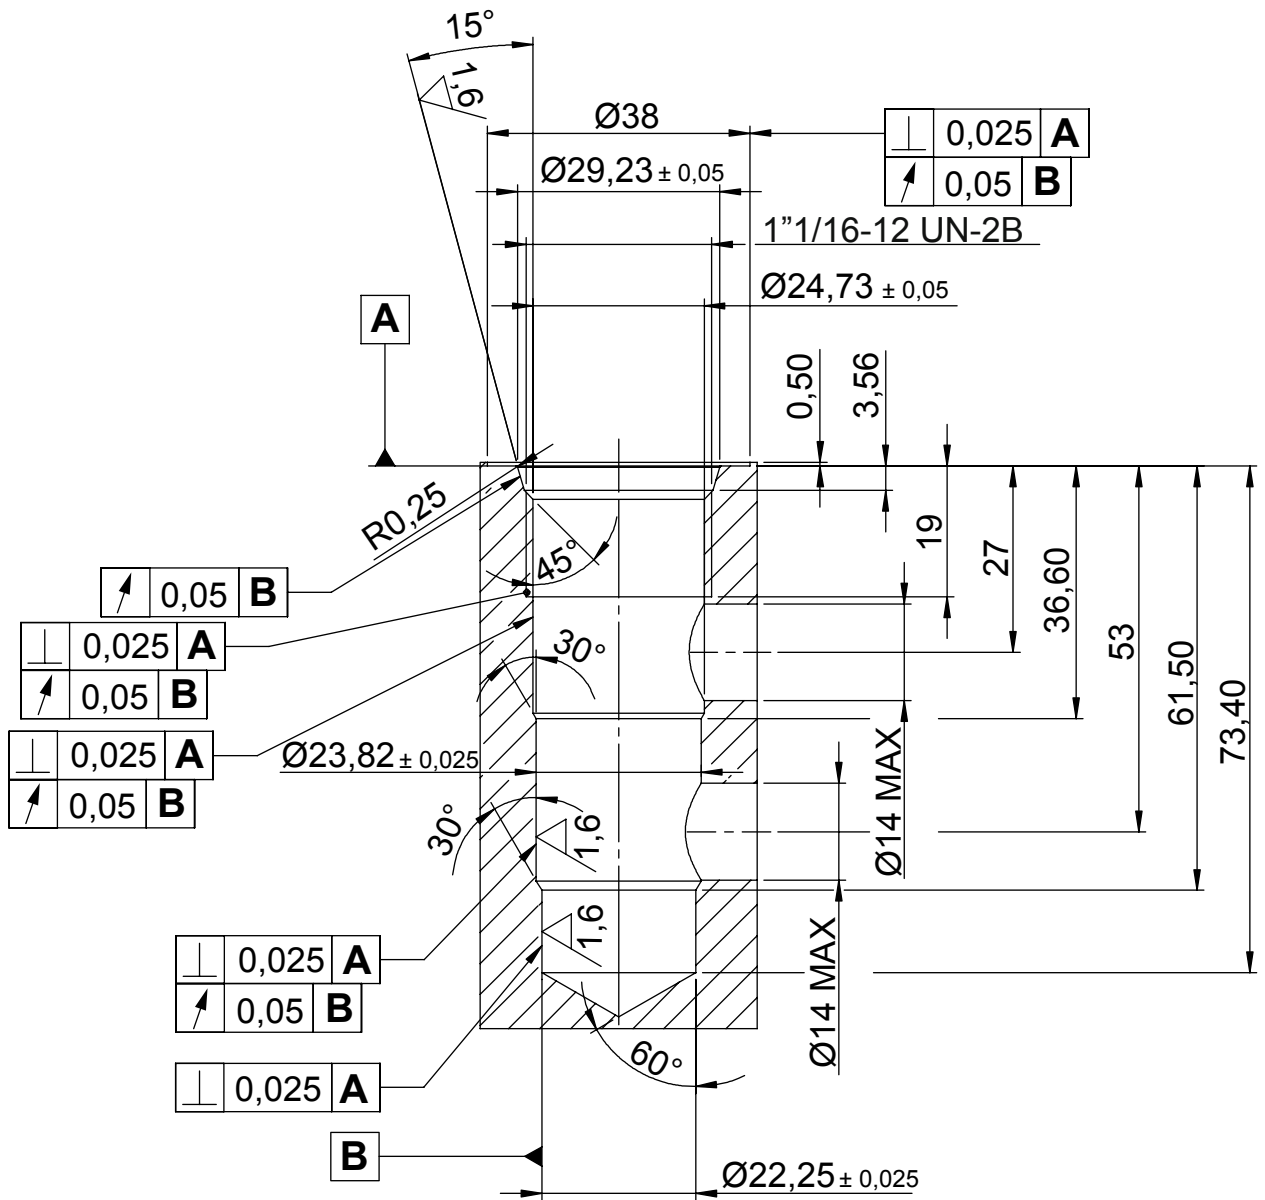 15°
1,6
Ø38
⊥ 0,025 A
↗ 0,05 B
Ø29,23 ± 0,05
1”1/16-12 UN-2B
Ø24,73 ± 0,05
A
0,50
3,56
R0,25
45°
19
27
36,60
53
61,50
73,40
↗ 0,05 B
⊥ 0,025 A
↗ 0,05 B
30°
⊥ 0,025 A
↗ 0,05 B
Ø23,82 ± 0,025
Ø14 MAX
30°
1,6
1,6
⊥ 0,025 A
↗ 0,05 B
Ø14 MAX
60°
⊥ 0,025 A
B
Ø22,25 ± 0,025